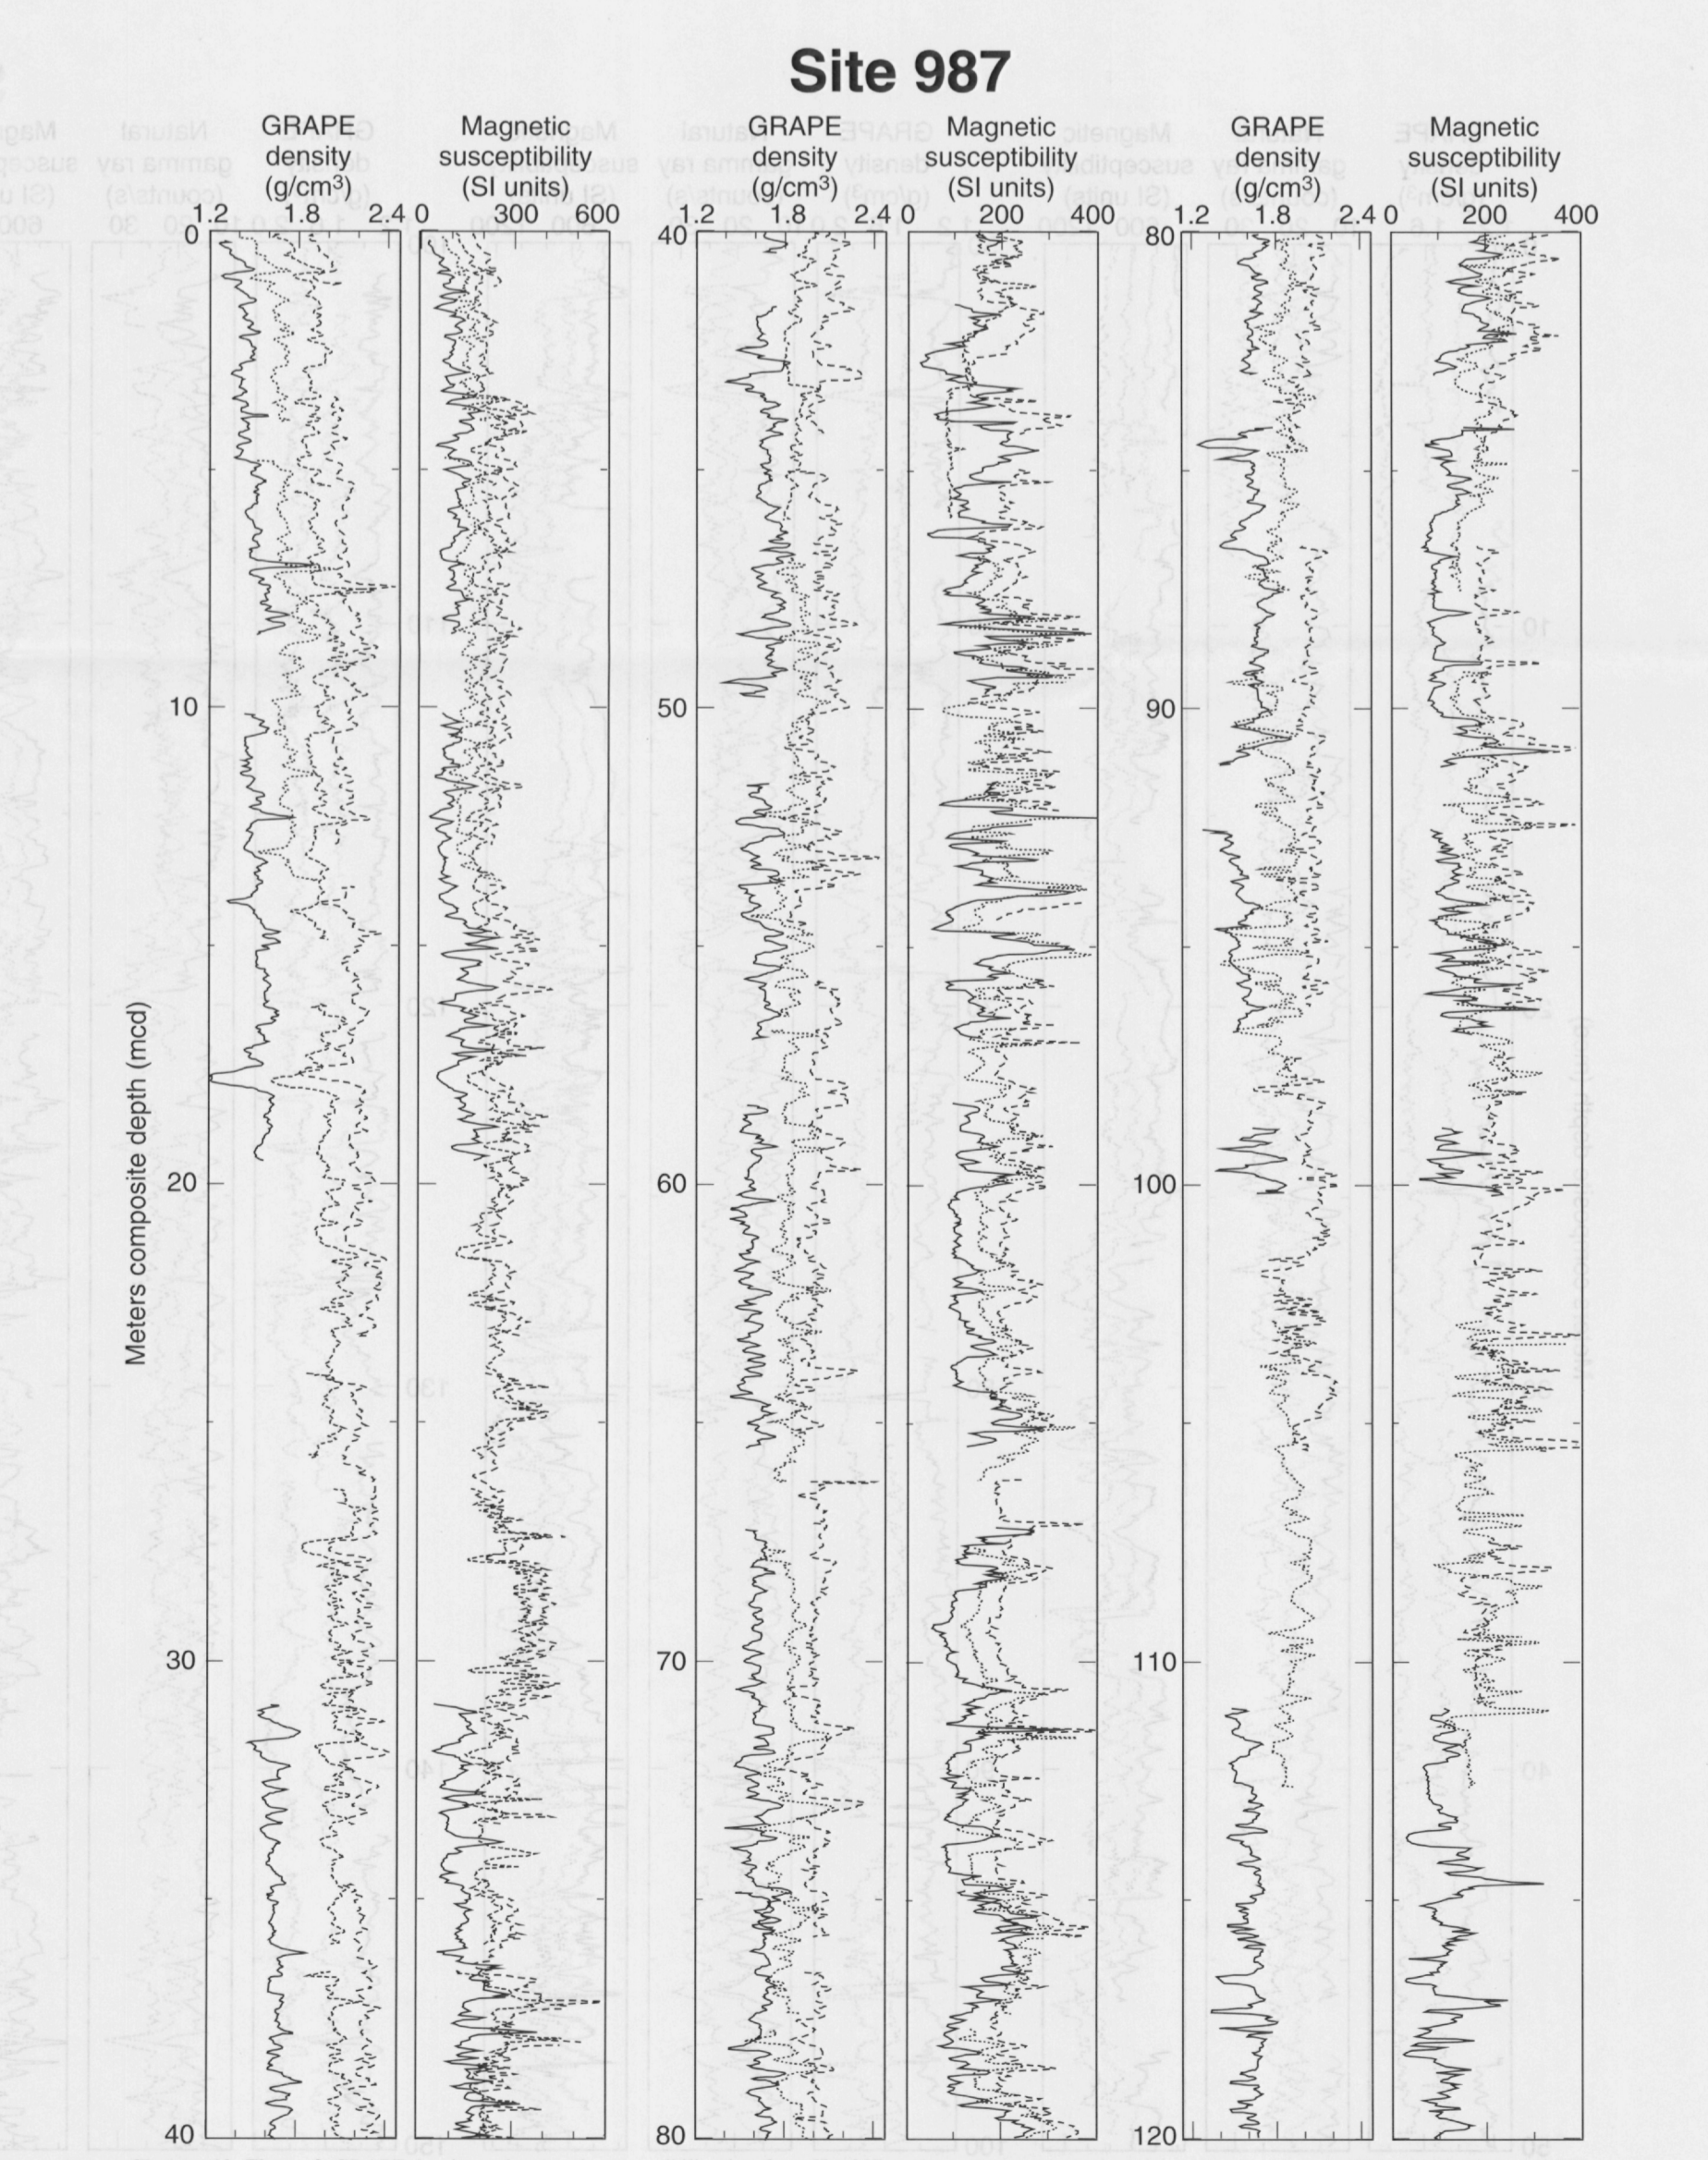 Site 987
GRAPE
density
(g/cm³)
Magnetic
susceptibility
(SI units)
GRAPE
density
(g/cm³)
Magnetic
susceptibility
(SI units)
GRAPE
density
(g/cm³)
Magnetic
susceptibility
(SI units)
1.2 1.8 2.4 0 300 600 1.2 1.8 2.4 0 200 400 1.2 1.8 2.4 0 200 400
0 40 80
10 50 90
Meters composite depth (mcd)
20 60 100
30 70 110
40 80 120